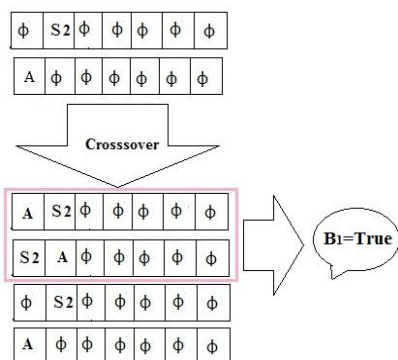 ф S2 ф ф ф ф ф
A ф ф ф ф ф ф
Crosssover
A S2 ф ф ф ф ф
S2 A ф ф ф ф ф
B1=True
ф S2 ф ф ф ф ф
A ф ф ф ф ф ф